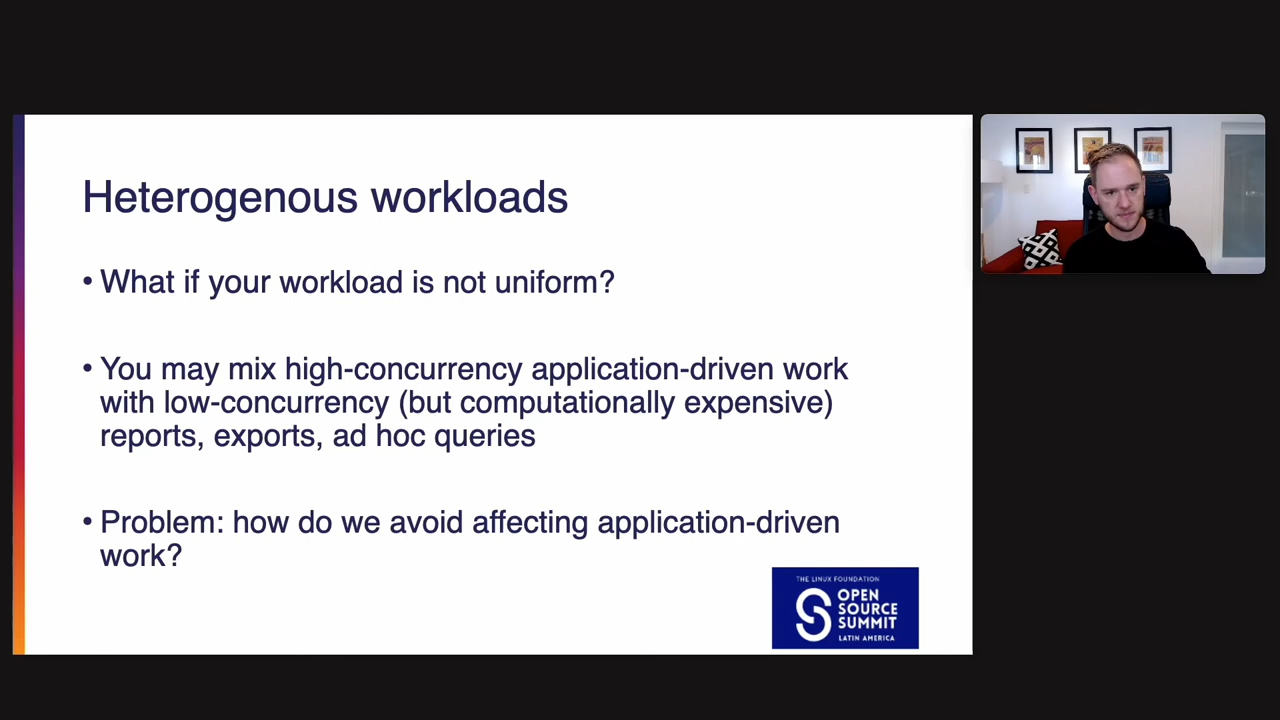 Heterogenous workloads
• What if your workload is not uniform?
• You may mix high-concurrency application-driven work
with low-concurrency (but computationally expensive)
reports, exports, ad hoc queries
• Problem: how do we avoid affecting application-driven
work?
THE LINUX FOUNDATION
OPEN
SOURCE
SUMMIT
LATIN AMERICA